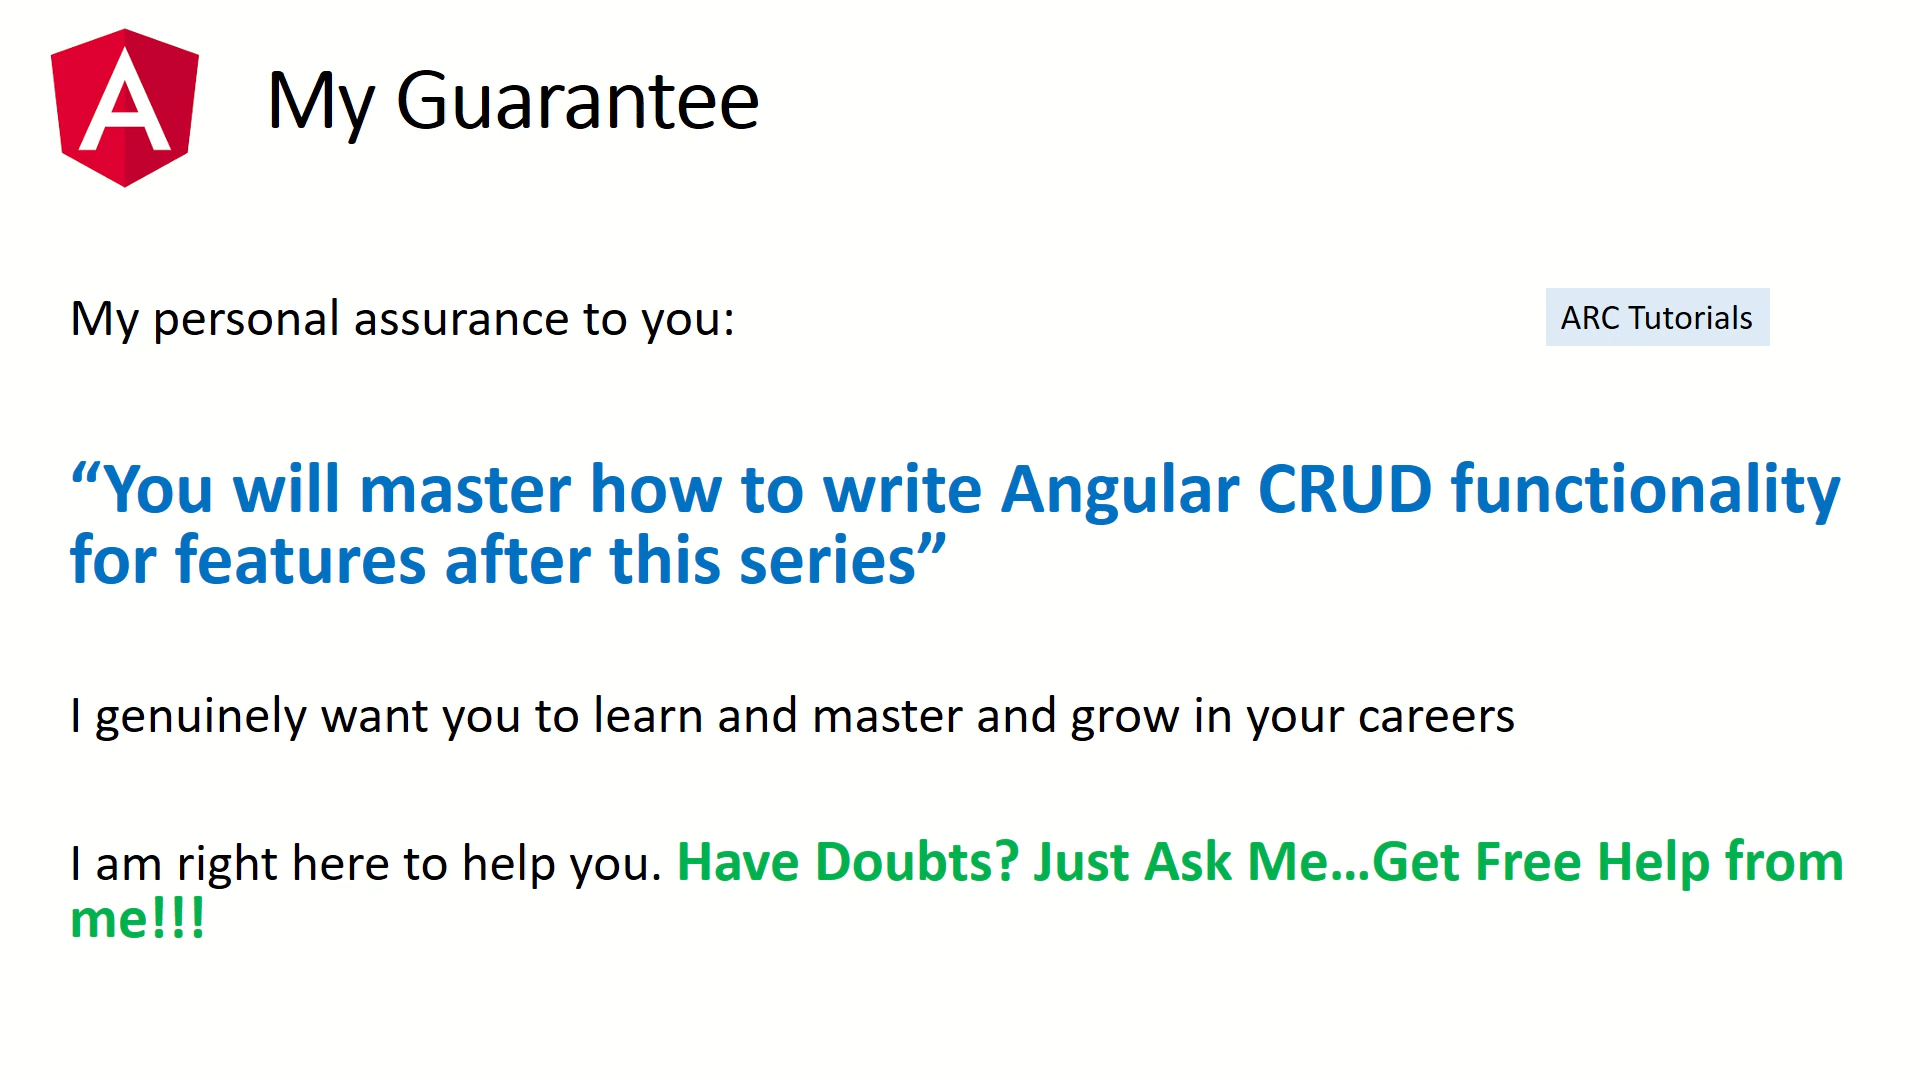 My Guarantee
My personal assurance to you:
ARC Tutorials
“You will master how to write Angular CRUD functionality
for features after this series”
I genuinely want you to learn and master and grow in your careers
I am right here to help you. Have Doubts? Just Ask Me...Get Free Help from
me!!!